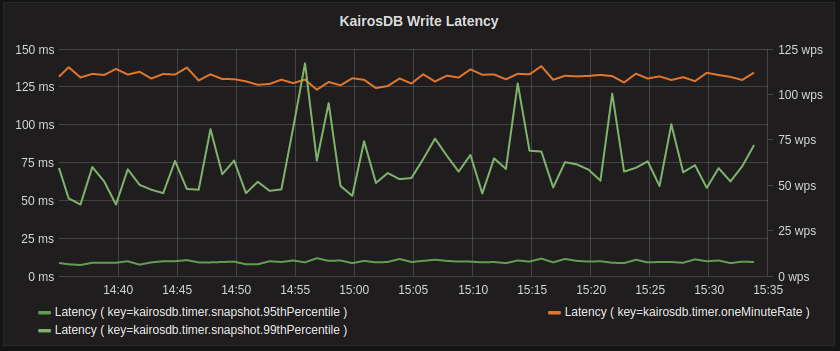 KairosDB Write Latency
150 ms 125 wps
125 ms 100 wps
100 ms 75 wps
75 ms 50 wps
50 ms 25 wps
25 ms 0 wps
0 ms
14:40 14:45 14:50 14:55 15:00 15:05 15:10 15:15 15:20 15:25 15:30 15:35
Latency ( key=kairosdb.timer.snapshot.95thPercentile ) Latency ( key=kairosdb.timer.oneMinuteRate )
Latency ( key=kairosdb.timer.snapshot.99thPercentile )